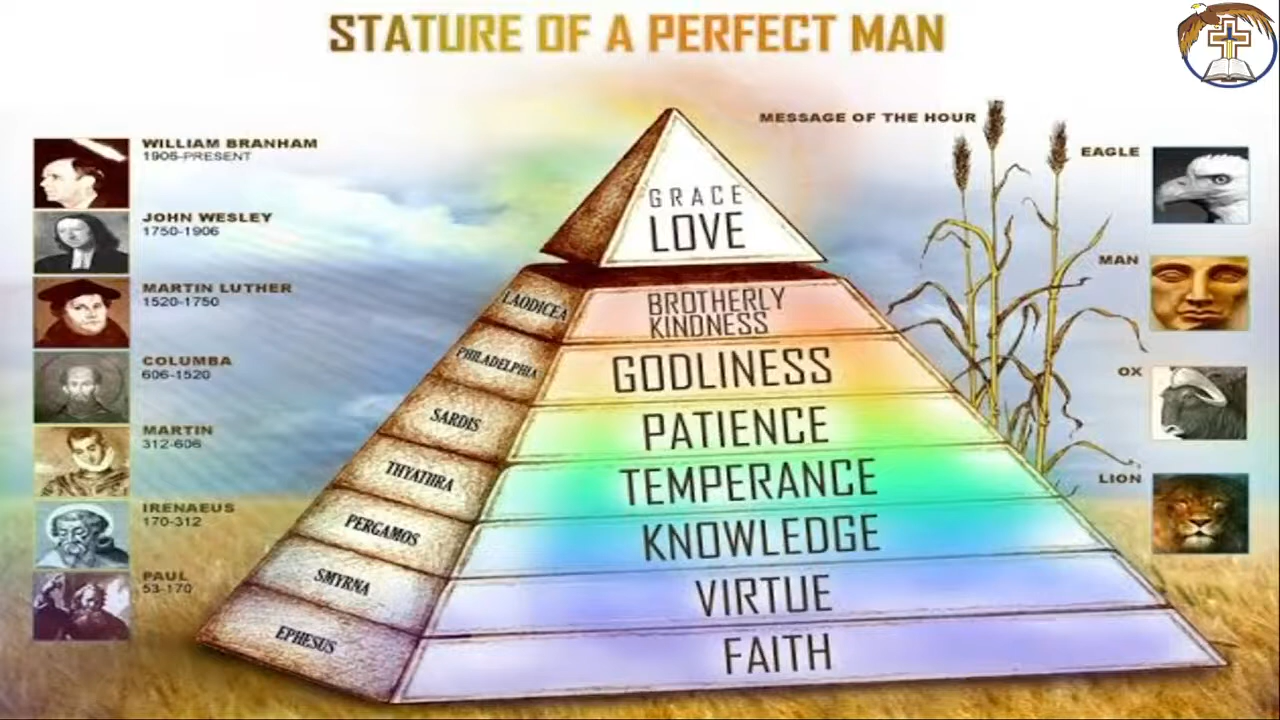 STATURE OF A PERFECT MAN
WILLIAM BRANHAM
1906-PRESENT
JOHN WESLEY
1750-1906
MARTIN LUTHER
1520-1750
COLUMBA
606-1520
MARTIN
312-606
IRENAEUS
170-312
PAUL
53-170
GRACE
LOVE
BROTHERLY
KINDNESS
GODLINESS
PATIENCE
TEMPERANCE
KNOWLEDGE
VIRTUE
FAITH
LAODICEA
PHILADELPHIA
SARDIS
THYATIRA
PERGAMOS
SMYRNA
EPHESUS
MESSAGE OF THE HOUR
EAGLE
MAN
OX
LION